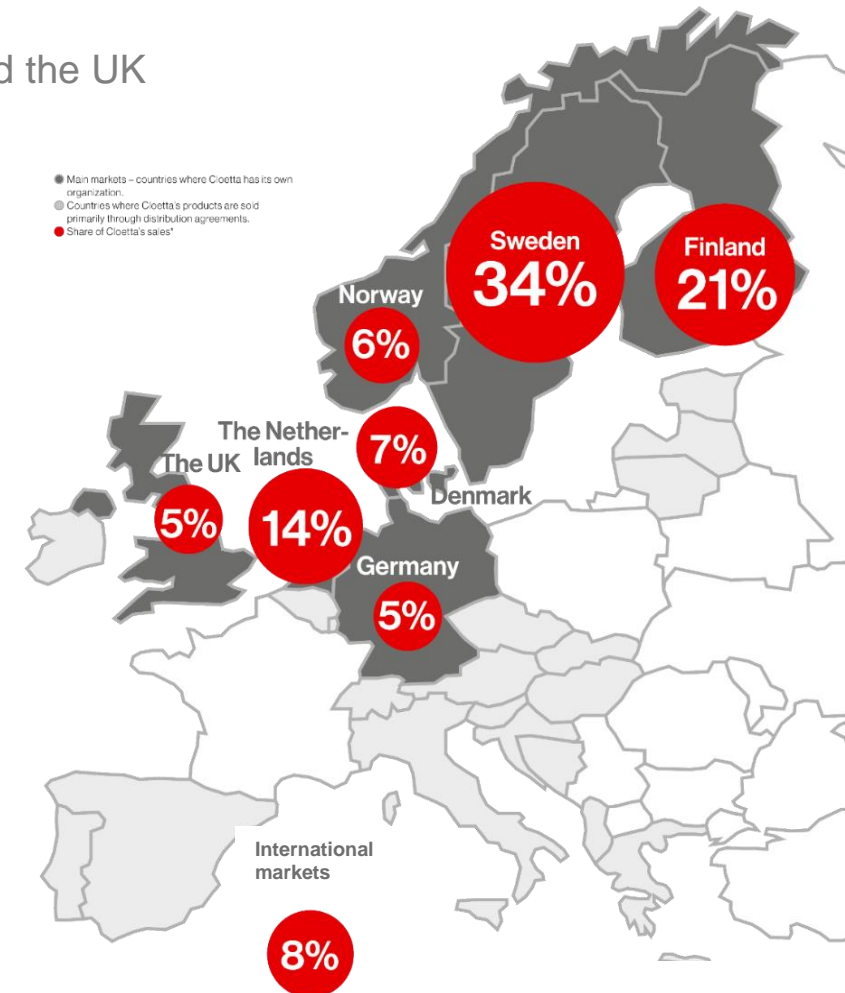 d the UK
Main markets – countries where Cloetta has its own
organization.
Countries where Cloetta's products are sold
primarily through distribution agreements.
Share of Cloetta's sales*
Sweden
34%
Finland
21%
Norway
6%
The Nether-
lands
14%
7%
Denmark
The UK
5%
Germany
5%
International
markets
8%